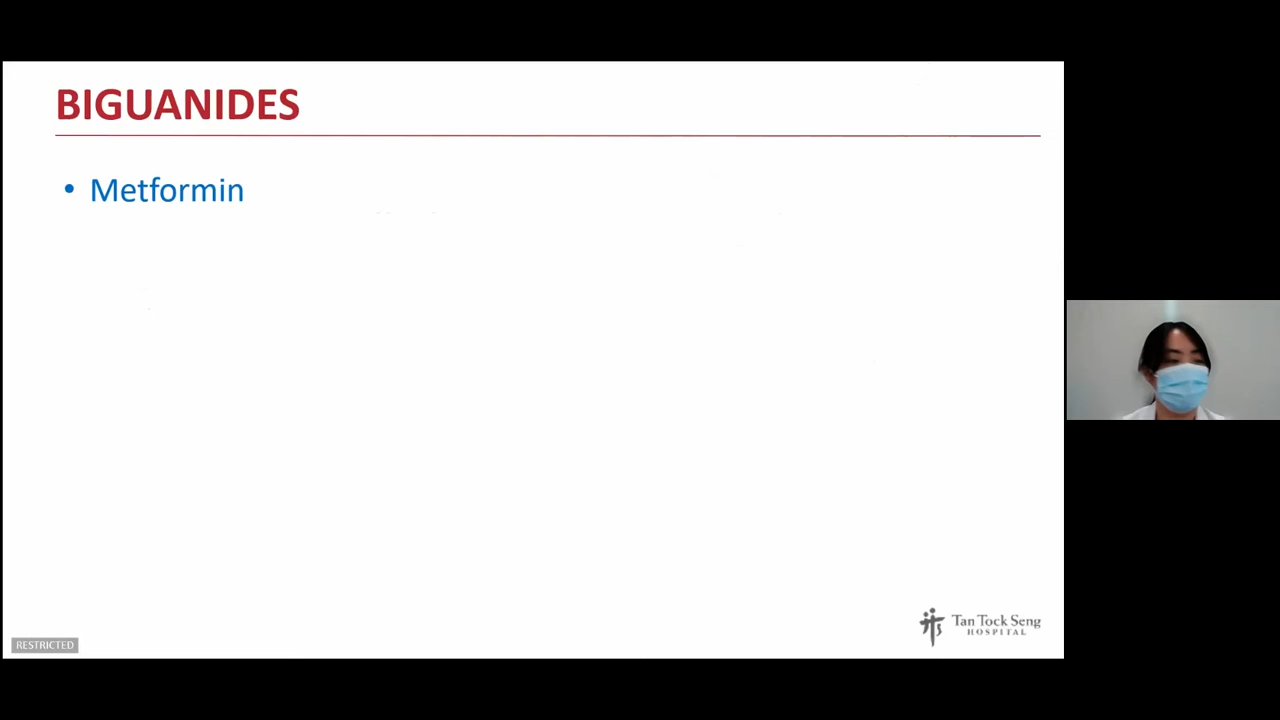 BIGUANIDES
• Metformin
Tan Tock Seng
HOSPITAL
RESTRICTED